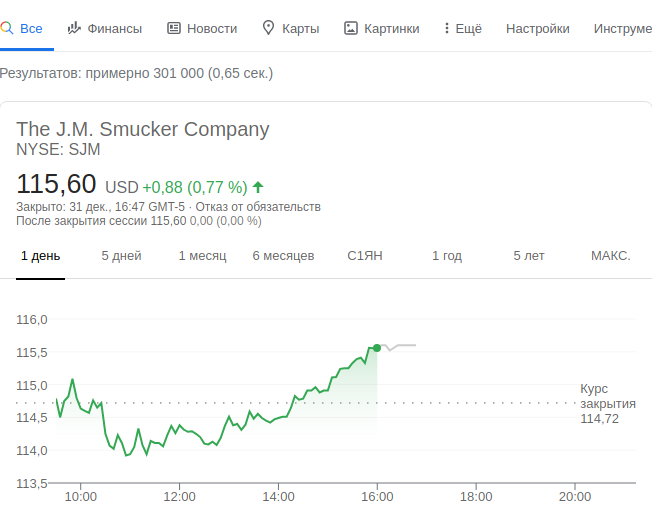 Все Финансы Новости Карты Картинки Ещё Настройки Инструме
Результатов: примерно 301 000 (0,65 сек.)
The J.M. Smucker Company
NYSE: SJM
115,60 USD +0,88 (0,77 %)
Закрыто: 31 дек., 16:47 GMT-5 · Отказ от обязательств
После закрытия сессии 115,60 0,00 (0,00 %)
1 день 5 дней 1 месяц 6 месяцев С1ЯН 1 год 5 лет МАКС.
116,0
115,5
115,0
114,5
114,0
113,5
Курс
закрытия
114,72
10:00 12:00 14:00 16:00 18:00 20:00